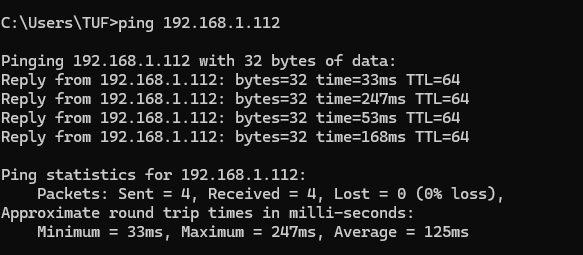 C:\Users\TUF>ping 192.168.1.112
Pinging 192.168.1.112 with 32 bytes of data:
Reply from 192.168.1.112: bytes=32 time=33ms TTL=64
Reply from 192.168.1.112: bytes=32 time=247ms TTL=64
Reply from 192.168.1.112: bytes=32 time=53ms TTL=64
Reply from 192.168.1.112: bytes=32 time=168ms TTL=64
Ping statistics for 192.168.1.112:
    Packets: Sent = 4, Received = 4, Lost = 0 (0% loss),
Approximate round trip times in milli-seconds:
    Minimum = 33ms, Maximum = 247ms, Average = 125ms